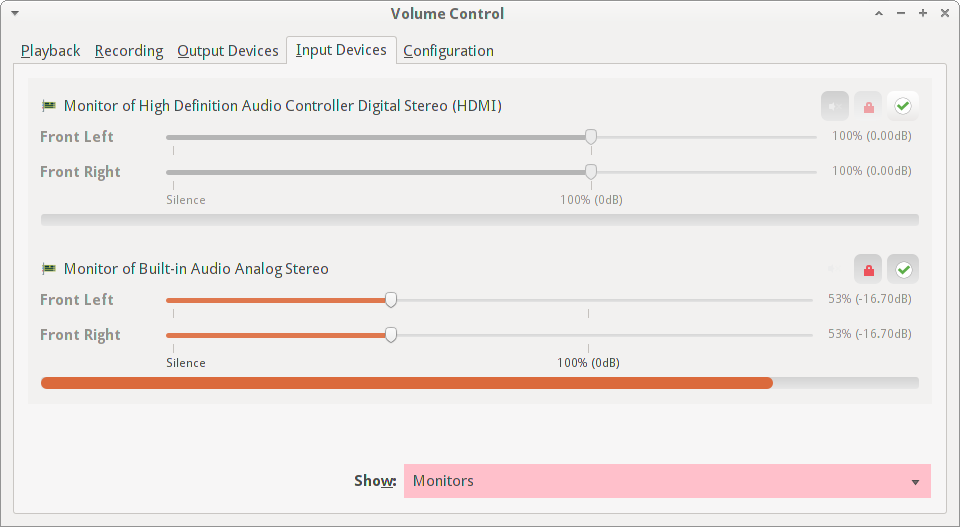 Volume Control
Playback Recording Output Devices Input Devices Configuration
Monitor of High Definition Audio Controller Digital Stereo (HDMI)
Front Left 100% (0.00dB)
Front Right 100% (0.00dB)
Silence 100% (0dB)
Monitor of Built-in Audio Analog Stereo
Front Left 53% (-16.70dB)
Front Right 53% (-16.70dB)
Silence 100% (0dB)
Show: Monitors